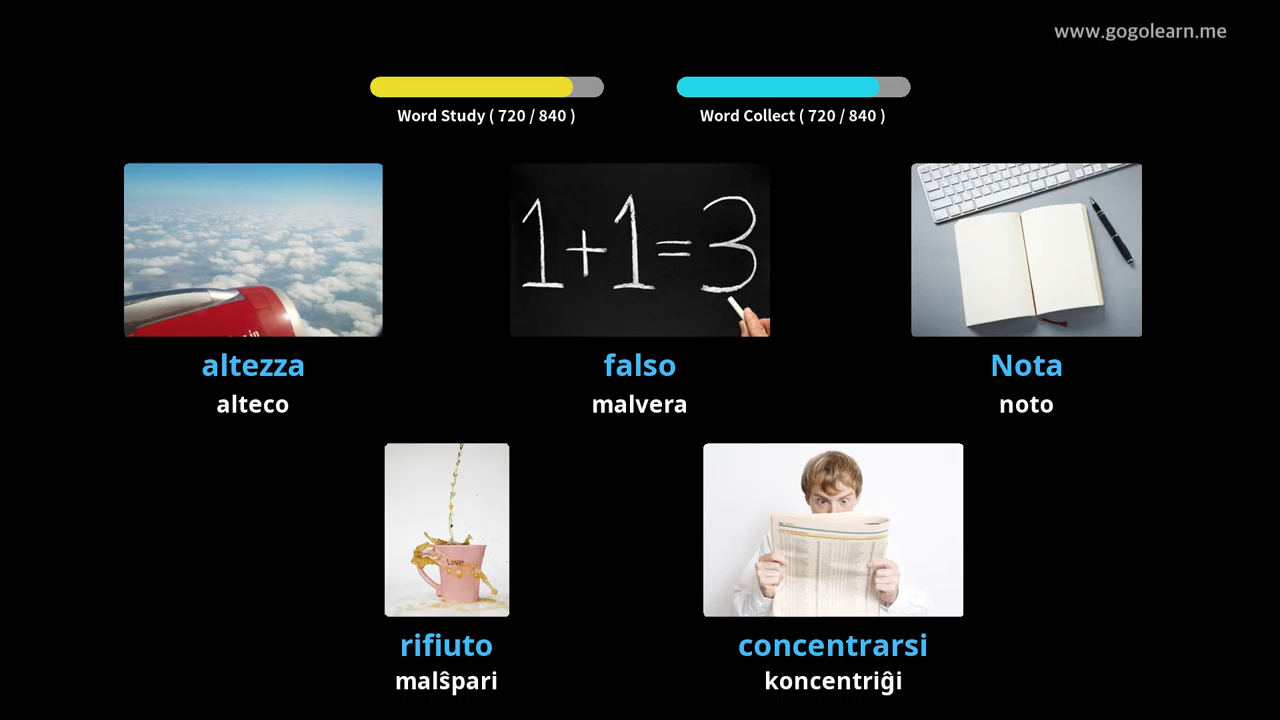 www.gogolearn.me
Word Study ( 720 / 840 )
Word Collect ( 720 / 840 )
1+1=3
altezza
alteco
falso
malvera
Nota
noto
love
rifiuto
malŝpari
concentrarsi
koncentriĝi